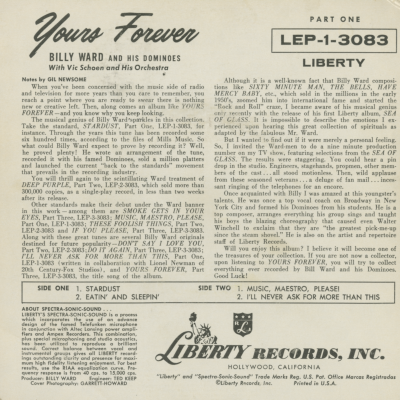 Yours Forever
BILLY WARD AND HIS DOMINOES
With Vic Schoen and His Orchestra
PART ONE
LEP-1-3083
LIBERTY
Notes by GIL NEWSOME
When you've been concerned with the music side of radio
and television for more years than you care to remember, you
reach a point where you are ready to swear there is nothing
new or creative left. Then, along comes an album like YOURS
FOREVER—and you know why you keep looking.
The musical genius of Billy Ward sparkles in this collection.
Take the standard, STARDUST, Part One, LEP-1-3083, for
instance. Through the years this tune has been recorded some
six hundred times, according to the files of Mills Music. So
what could Billy Ward expect to prove by recording it? Well,
he proved plenty! He wrote an arrangement of the tune,
recorded it with his famed Dominoes, sold a million platters
and launched the current "back to the standards" movement
that prevails in the recording industry.
You will thrill again to the scintillating Ward treatment of
DEEP PURPLE, Part Two, LEP-2-3083, which sold more than
300,000 copies, as a single-play record, in less than two weeks
after its release.
Other standards make their debut under the Ward banner
in this work—among them are SMOKE GETS IN YOUR
EYES, Part Three, LEP-3-3083; MUSIC, MAESTRO, PLEASE,
Part One, LEP-1-3083; SWEETER AS THE YEARS GO BY, Part Two,
LEP-2-3083 and IF YOU PLEASE, Part Three, LEP-3-3083.
Along with these great tunes are several Billy Ward originals
destined for future popularity—DON'T SAY I LOVE YOU,
Part Two, LEP-2-3083; DO IT AGAIN, Part Three, LEP-3-3083;
I'LL NEVER ASK FOR MORE THAN THIS, Part One,
LEP-1-3083 (written in collaboration with Lionel Newman of
20th Century-Fox Studios), and YOURS FOREVER, Part
Three, LEP-3-3083, the title song of the album.
Although it is a well-known fact that Billy Ward composi-
tions like SIXTY MINUTE MAN, THE BELLS, HAVE
MERCY BABY, etc., which sold in the millions in the early
1950's, zoomed him into international fame and started the
"Rock and Roll" craze, I became aware of his musical genius
only recently with the release of his first Liberty album, SEA
OF GLASS. It is impossible to describe the emotions I ex-
perienced upon hearing the great collection of spirituals as
adapted by the fabulous Mr. Ward.
But I wanted to find out if it were merely a personal feeling.
So, I invited the Ward-men to do a nine minute production
number on my TV show, featuring selections from the SEA OF
GLASS. The results were staggering. You could hear a pin
drop in the studio. Engineers, stagehands, propmen, other mem-
bers of the cast . . . all stood motionless. Then, wild applause
from these seasoned veterans . . . a deluge of fan mail . . . inces-
sant ringing of the telephones for an encore.
Once acquainted with Billy I was amazed at this youngster's
talents. He was once a top vocal coach on Broadway in New
York City and formed his Dominoes from his students. He is a
top composer, arranges everything his group sings and taught
his boys the blazing choreography that caused even Walter
Winchell to exclaim that they are "the greatest pick-me-up
since the storm doors!." He is also the artist and repertoire
staff of Liberty Records.
Will you enjoy this album? I believe it will become one of
the treasures of your collection. If you are not now a collector,
upon listening to YOURS FOREVER, you will try to collect
everything ever recorded by Bill Ward and his Dominoes.
Good Luck!
SIDE ONE 1. STARDUST
2. EATIN' AND SLEEPIN'
SIDE TWO 1. MUSIC, MAESTRO, PLEASE!
2. I'LL NEVER ASK FOR MORE THAN THIS
ABOUT SPECTRA-SONIC-SOUND . . .
LIBERTY'S SPECTRA-SONIC-SOUND is a process
which incorporates the use of an advance
design of the famed Telefunken microphone
in conjunction with Altec Lansing power ampli-
fiers and Ampex Recorders. This combination,
plus special microphoning and studio acoustics,
has been utilized to reproduce a brilliant
sound. Correct balance between vocal and
instrumental groups gives all LIBERTY record-
ings outstanding clarity and presence for maxi-
mum high fidelity listening enjoyment. For best
results, use the RIAA equalization curve. Fre-
quency response is from 40 cps. to 15,000.
Producer: BILLY WARD Engineer: TED KEEP
Cover Photography: GARRETT-HOWARD
LIBERTY RECORDS, INC.
HOLLYWOOD, CALIFORNIA
"Liberty" and "Spectra-Sonic-Sound" Trade Marks Reg. U.S. Pat. Office Marcas Registradas
©Liberty Records, Inc. Printed in U.S.A.